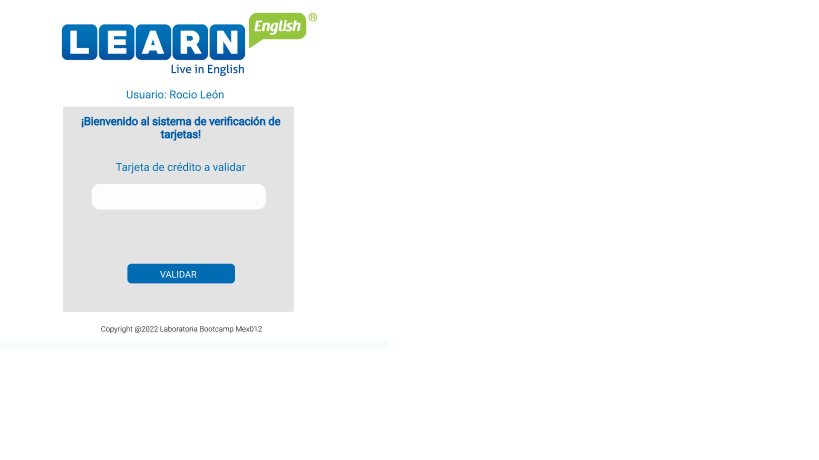 LEARN English ®
Live in English
Usuario: Rocio León
¡Bienvenido al sistema de verificación de
tarjetas!
Tarjeta de crédito a validar
VALIDAR
Copyright @2022 Laboratoria Bootcamp Mex012